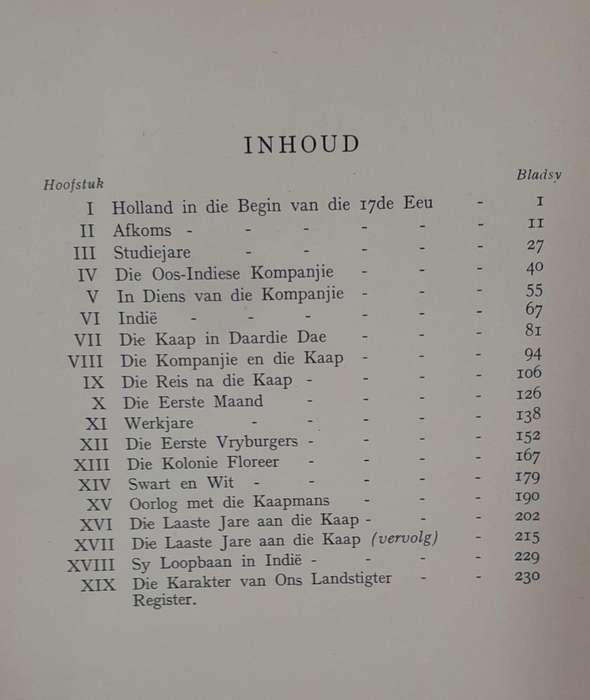 INHOUD
Hoofstuk Bladsy
I Holland in die Begin van die 17de Eeu - 1
II Afkoms - - - - - - 11
III Studiejare - - - - - 27
IV Die Oos-Indiese Kompanjie - - - 40
V In Diens van die Kompanjie - - - 55
VI Indië - - - - - - 67
VII Die Kaap in Daardie Dae - - - 81
VIII Die Kompanjie en die Kaap - - - 94
IX Die Reis na die Kaap - - - - 106
X Die Eerste Maand - - - - 126
XI Werkjare - - - - - 138
XII Die Eerste Vryburgers - - - - 152
XIII Die Kolonie Floreer - - - - 167
XIV Swart en Wit - - - - - 179
XV Oorlog met die Kaapmans - - - 190
XVI Die Laaste Jare aan die Kaap - - - 202
XVII Die Laaste Jare aan die Kaap (vervolg) - 215
XVIII Sy Loopbaan in Indië - - - - 229
XIX Die Karakter van Ons Landstigter - - 230
Register.